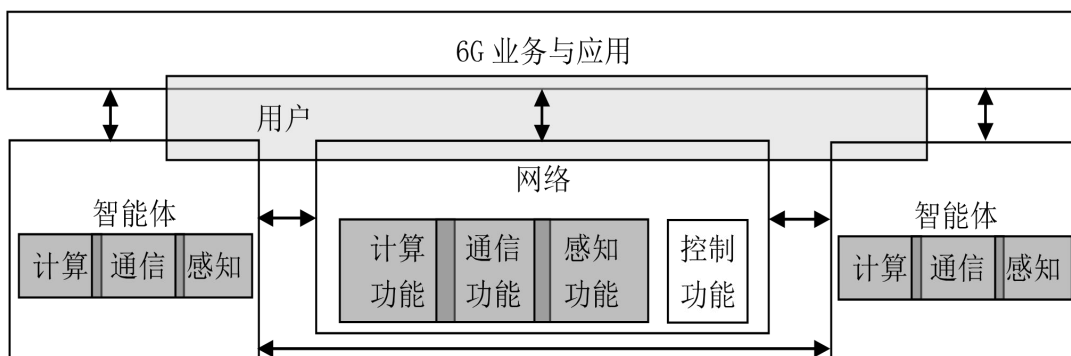 6G 业务与应用
用户
网络
智能体
计算 通信 感知
计算 通信 感知 控制
功能 功能 功能 功能
智能体
计算 通信 感知